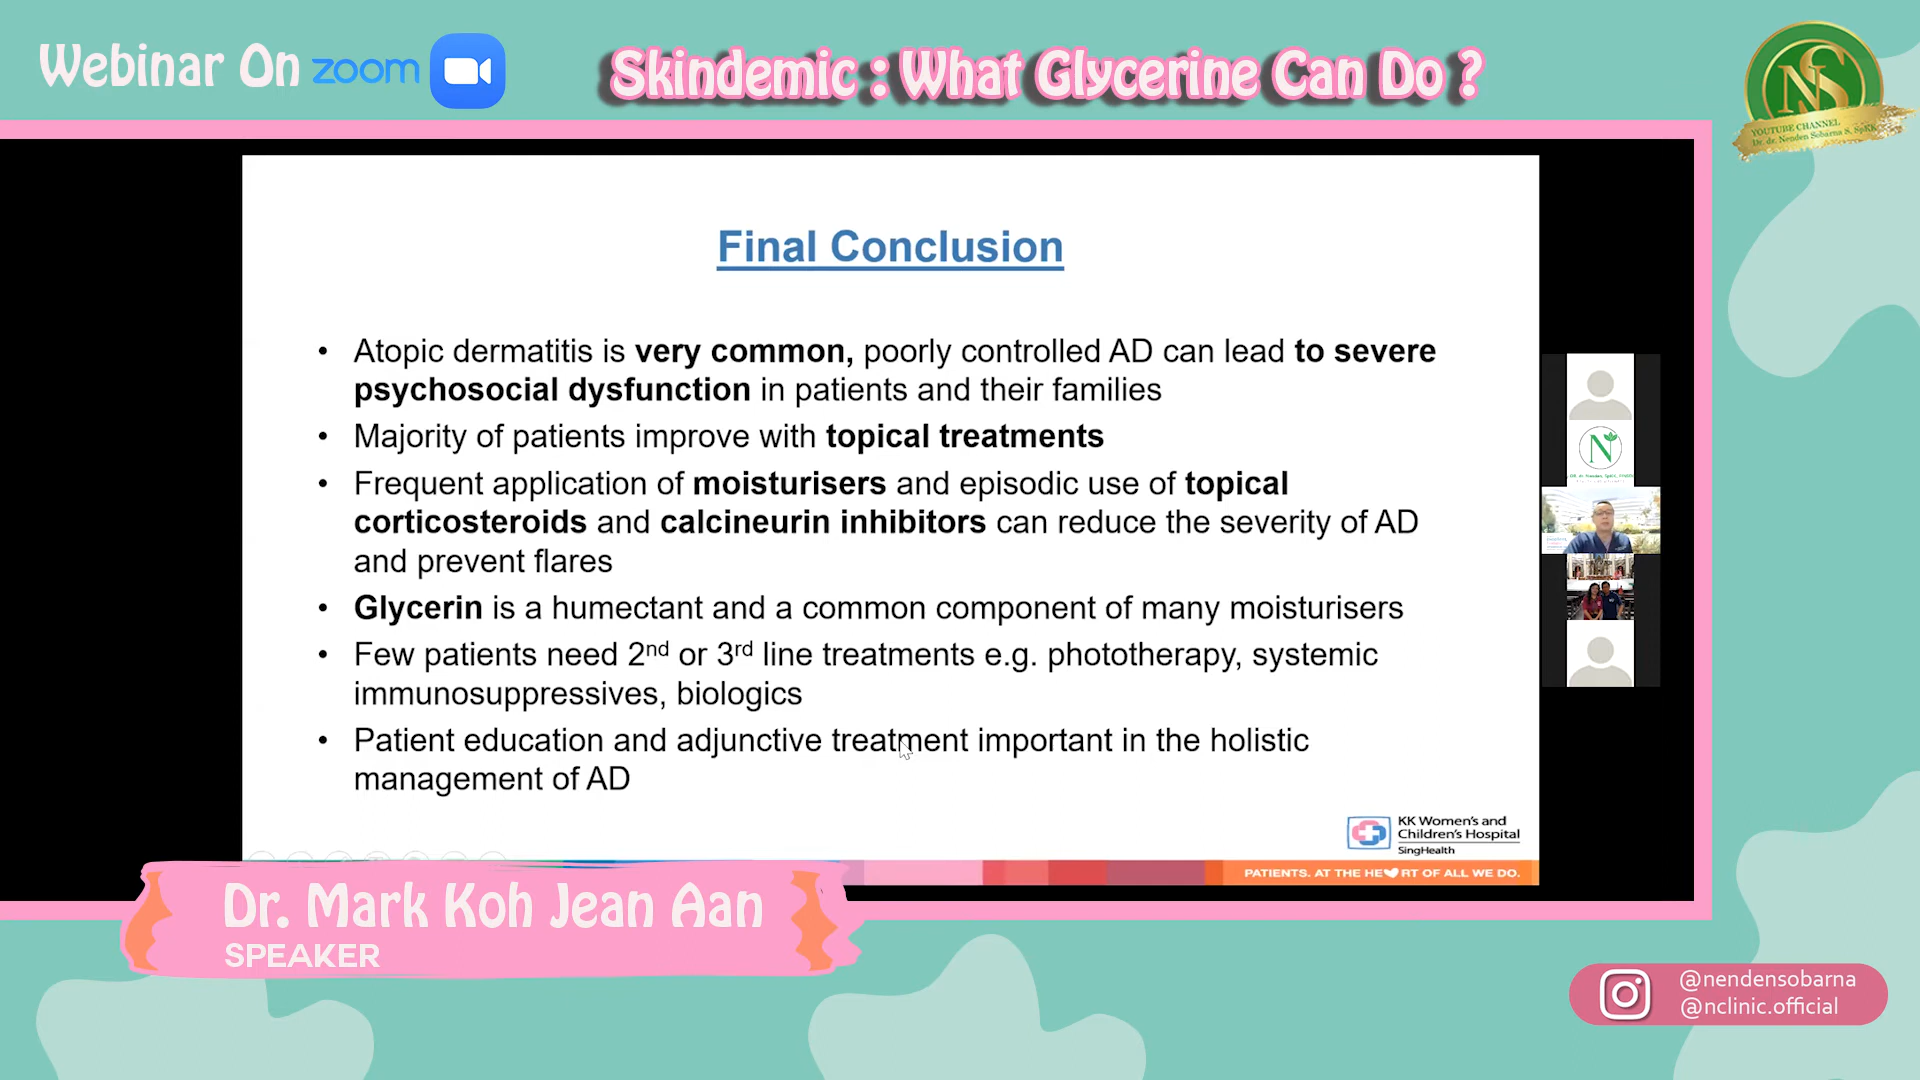 Webinar On zoom
Skindemic : What Glycerine Can Do ?
NS
YOUTUBE CHANNEL
Dr. dr. Nenden Sobarna S, SpKK
Final Conclusion
• Atopic dermatitis is very common, poorly controlled AD can lead to severe
psychosocial dysfunction in patients and their families
• Majority of patients improve with topical treatments
• Frequent application of moisturisers and episodic use of topical
corticosteroids and calcineurin inhibitors can reduce the severity of AD
and prevent flares
• Glycerin is a humectant and a common component of many moisturisers
• Few patients need 2nd or 3rd line treatments e.g. phototherapy, systemic
immunosuppressives, biologics
• Patient education and adjunctive treatment important in the holistic
management of AD
N
KK Women's and
Children's Hospital
SingHealth
PATIENTS. AT THE HE♥RT OF ALL WE DO.
Dr. Mark Koh Jean Aan
SPEAKER
@nendensobarna
@nclinic.official